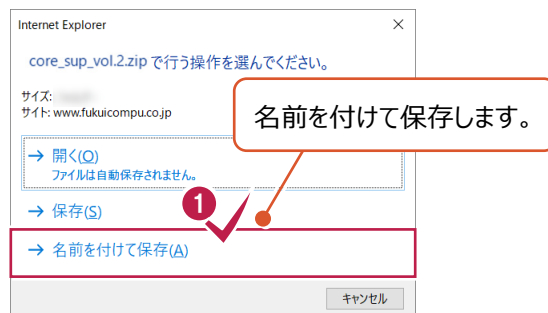 Internet Explorer
core_sup_vol.2.zip で行う操作を選んでください。
サイズ:
サイト: www.fukuicompu.co.jp
名前を付けて保存します。
→ 開く(O)
ファイルは自動保存されません。
→ 保存(S)
1
→ 名前を付けて保存(A)
キャンセル